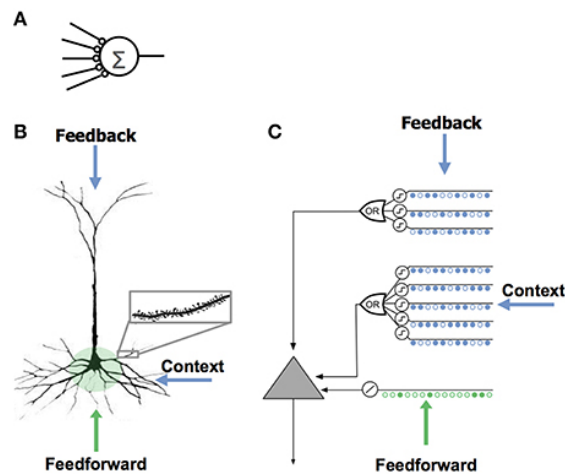 A
Σ
B
Feedback
Context
Feedforward
C
Feedback
OR
OR
Context
Feedforward